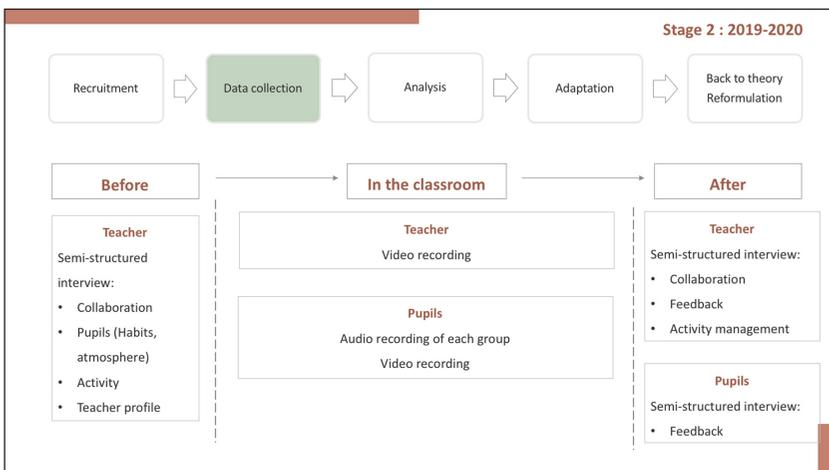 Stage 2 : 2019-2020
Recruitment
Data collection
Analysis
Adaptation
Back to theory
Reformulation
Before
In the classroom
After
Teacher
Semi-structured
interview:
• Collaboration
• Pupils (Habits,
atmosphere)
• Activity
• Teacher profile
Teacher
Video recording
Pupils
Audio recording of each group
Video recording
Teacher
Semi-structured interview:
• Collaboration
• Feedback
• Activity management
Pupils
Semi-structured interview:
• Feedback